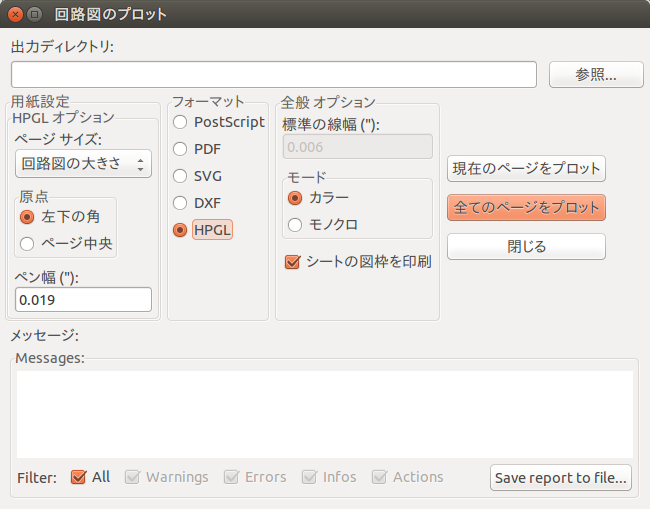 回路図のプロット
出力ディレクトリ:
参照...
用紙設定
HPGL オプション
ページ サイズ:
回路図の大きさ
原点
左下の角
ページ中央
ペン幅 ("):
0.019
フォーマット
PostScript
PDF
SVG
DXF
HPGL
全般 オプション
標準の線幅 ("):
0.006
モード
カラー
モノクロ
シートの図枠を印刷
現在のページをプロット
全てのページをプロット
閉じる
メッセージ:
Messages:
Filter: All Warnings Errors Infos Actions Save report to file...